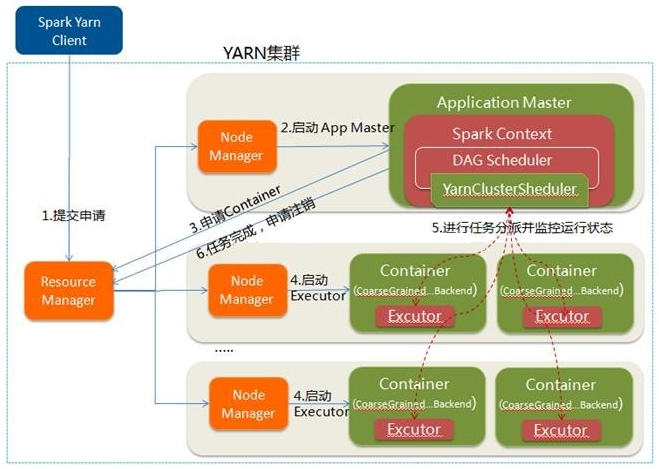 Spark Yarn
Client
YARN集群
Application Master
Spark Context
DAG Scheduler
YarnClusterSheduler
Node
Manager
2.启动 App Master
1.提交申请
3.申请Container
6.任务完成，申请注销
5.进行任务分派并监控运行状态
Resource
Manager
Node
Manager
4.启动
Executor
Container
(CoarseGrained...Backend)
Excutor
Container
(CoarseGrained...Backend)
Excutor
.....
Node
Manager
4.启动
Executor
Container
(CoarseGrained...Backend)
Excutor
Container
(CoarseGrained...Backend)
Excutor